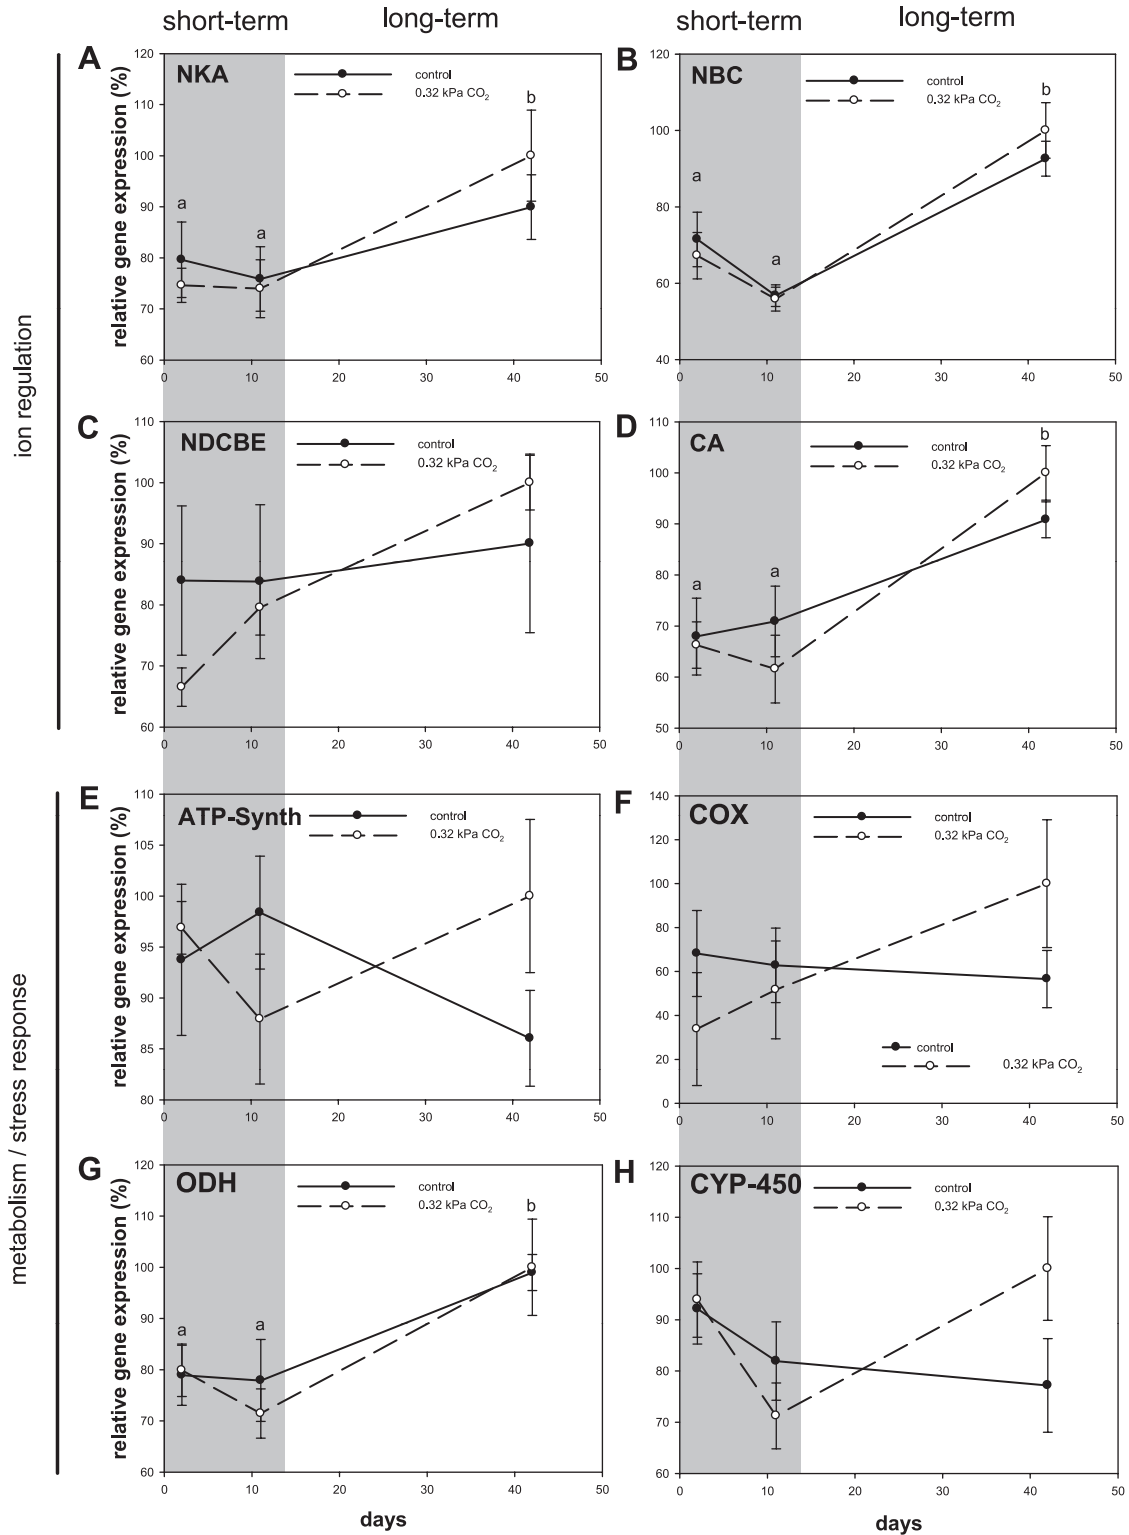 short-term long-term short-term long-term
A NKA control
0.32 kPa CO₂
a a b
relative gene expression (%)
120
110
100
90
80
70
60
0 10 20 30 40 50
B NBC control
0.32 kPa CO₂
a a b
120
100
80
60
40
0 10 20 30 40 50
ion regulation
C NDCBE control
0.32 kPa CO₂
relative gene expression (%)
110
100
90
80
70
60
0 10 20 30 40 50
D CA control
0.32 kPa CO₂
a a b
110
100
90
80
70
60
50
0 10 20 30 40 50
metabolism / stress response
E ATP-Synth control
0.32 kPa CO₂
relative gene expression (%)
110
105
100
95
90
85
80
0 10 20 30 40 50
F COX control
0.32 kPa CO₂
control
0.32 kPa CO₂
140
120
100
80
60
40
20
0
0 10 20 30 40 50
G ODH control
0.32 kPa CO₂
a a b
relative gene expression (%)
120
110
100
90
80
70
60
0 10 20 30 40 50
days
H CYP-450 control
0.32 kPa CO₂
120
110
100
90
80
70
60
0 10 20 30 40 50
days